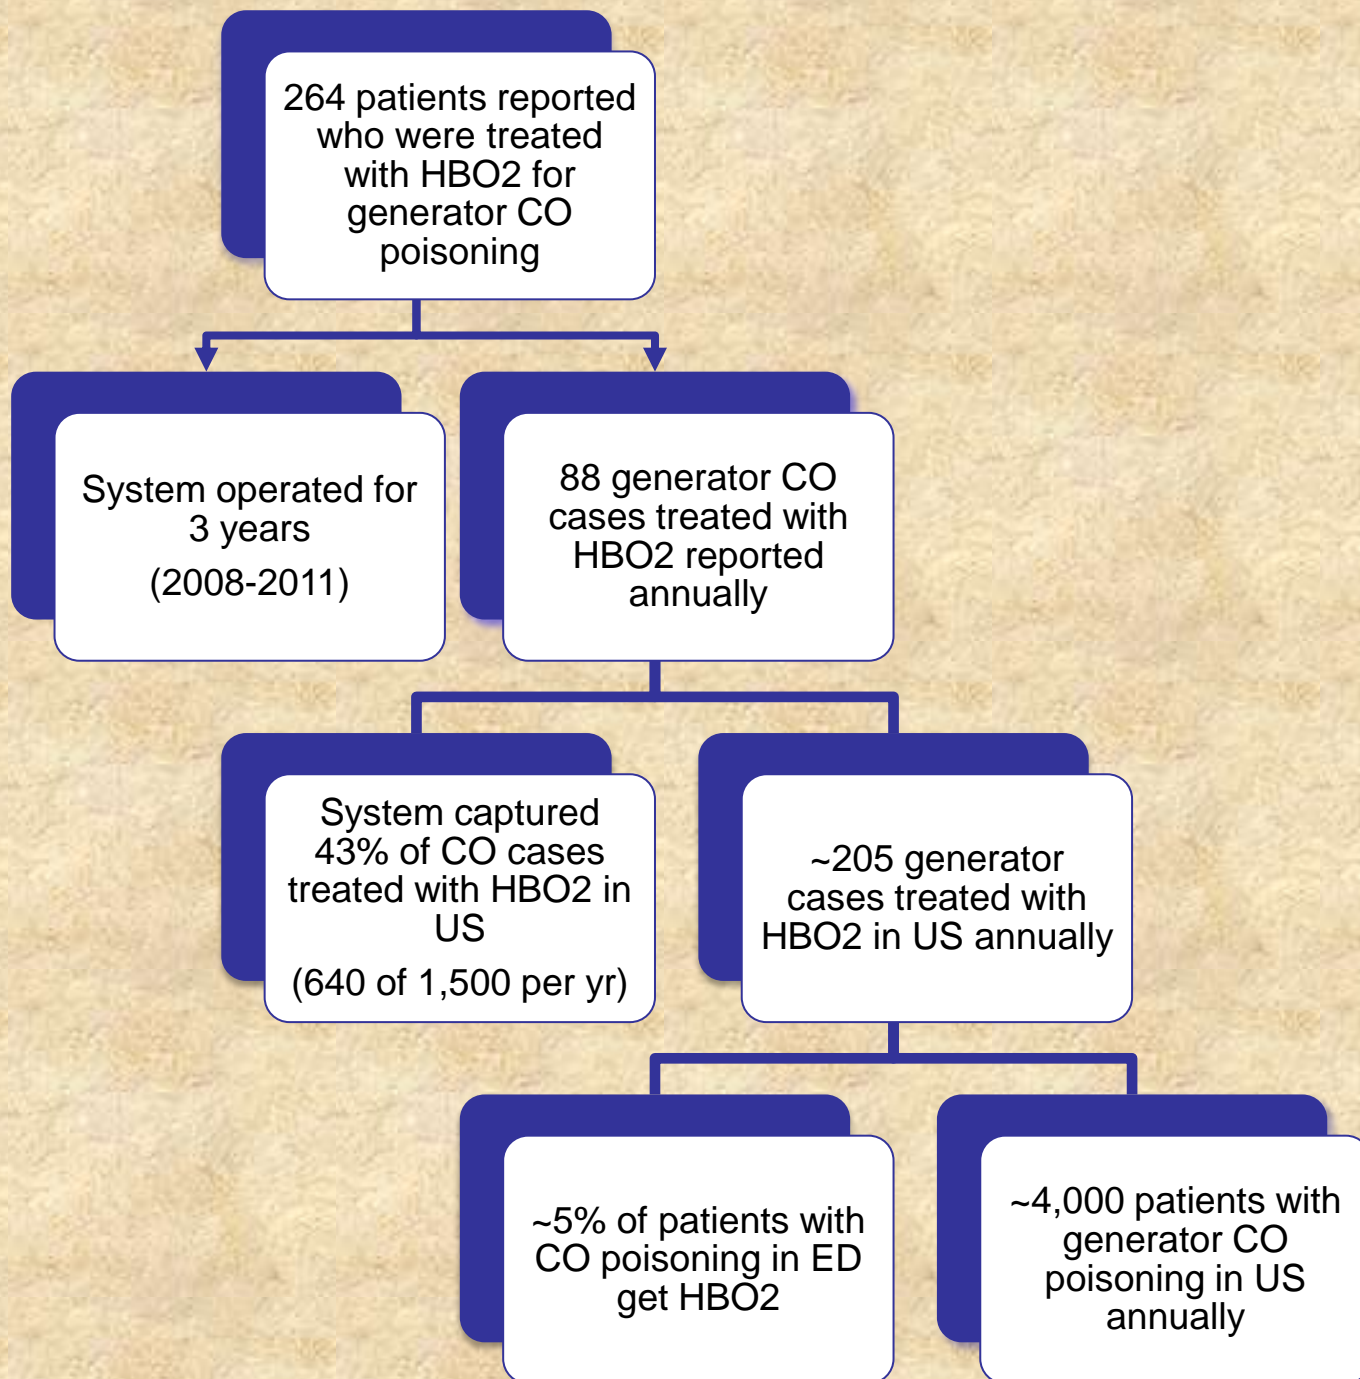 264 patients reported
who were treated
with HBO2 for
generator CO
poisoning
System operated for
3 years
(2008-2011)
88 generator CO
cases treated with
HBO2 reported
annually
System captured
43% of CO cases
treated with HBO2 in
US
(640 of 1,500 per yr)
~205 generator
cases treated with
HBO2 in US annually
~5% of patients with
CO poisoning in ED
get HBO2
~4,000 patients with
generator CO
poisoning in US
annually